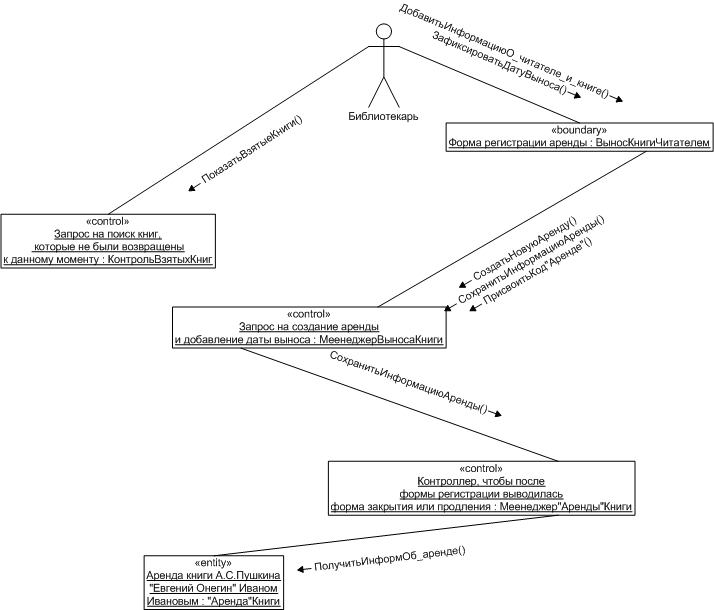 ДобавитьИнформациюО_читателе_и_книге()
ЗафиксироватьДатуВыноса()
Библиотекарь
«boundary»
Форма регистрации аренды : ВыносКнигиЧитателем
ПоказатьВзятыеКниги()
«control»
Запрос на поиск книг,
которые не были возвращены
к данному моменту : КонтрольВзятыхКниг
СоздатьНовуюАренду()
СохранитьИнформациюАренды()
ПрисвоитьКод"Аренде"()
«control»
Запрос на создание аренды
и добавление даты выноса : МеенеджерВыносаКниги
СохранитьИнформациюАренды()
«control»
Контроллер, чтобы после
формы регистрации выводилась
форма закрытия или продления : Меенеджер"Аренды"Книги
«entity»
Аренда книги А.С.Пушкина
"Евгений Онегин" Иваном
Ивановым : "Аренда"Книги
ПолучитьИнформОб_аренде()